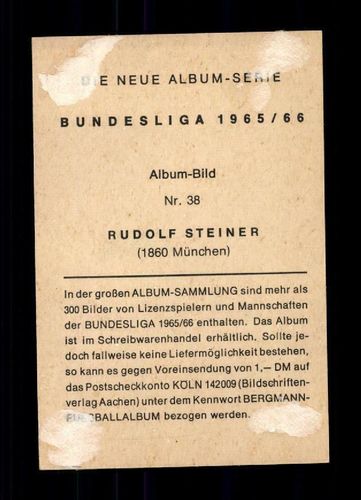 DIE NEUE ALBUM-SERIE
BUNDESLIGA 1965/66
Album-Bild
Nr. 38
RUDOLF STEINER
(1860 München)
In der großen ALBUM-SAMMLUNG sind mehr als
300 Bilder von Lizenzspielern und Mannschaften
der BUNDESLIGA 1965/66 enthalten. Das Album
ist im Schreibwarenhandel erhältlich. Sollte je-
doch fallweise keine Liefermöglichkeit bestehen,
so kann es gegen Voreinsendung von 1,— DM auf
das Postscheckkonto KÖLN 142009 (Bildschriften-
verlag Aachen) unter dem Kennwort BERGMANN-
FUSSBALLALBUM bezogen werden.